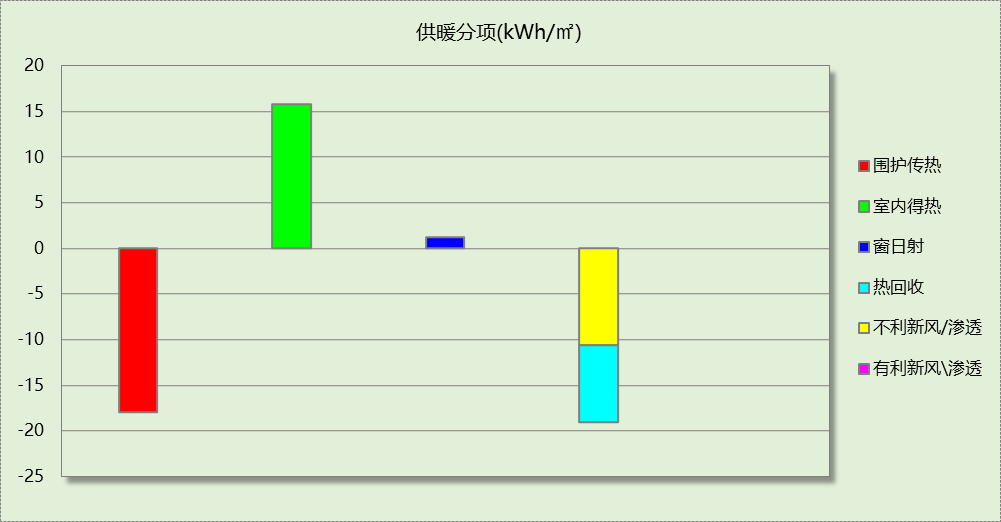 供暖分项(kWh/㎡)
20
15
10
5
0
-5
-10
-15
-20
-25
围护传热
室内得热
窗日射
热回收
不利新风/渗透
有利新风\渗透